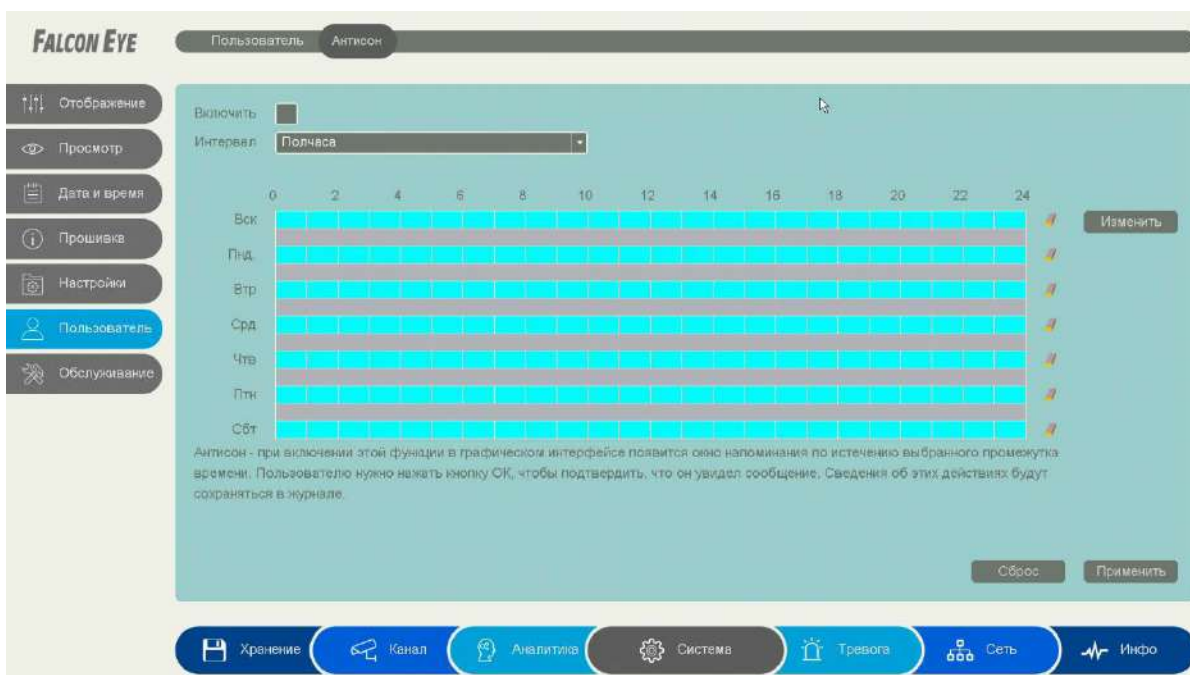 FALCON EYE
Пользователь Антисон
Отображение
Просмотр
Дата и время
Прошивка
Настройки
Пользователь
Обслуживание
Включить
Интервал Полчаса
0 2 4 6 8 10 12 14 16 18 20 22 24
Вск
Изменить
Пнд.
Втр
Срд
Чтв
Птн
Сбт
Антисон - при включении этой функции в графическом интерфейсе появится окно напоминания по истечению выбранного промежутка
времени. Пользователю нужно нажать кнопку ОК, чтобы подтвердить, что он увидел сообщение. Сведения об этих действиях будут
сохраняться в журнале.
Сброс Применить
Хранение Канал Аналитика Система Тревога Сеть Инфо